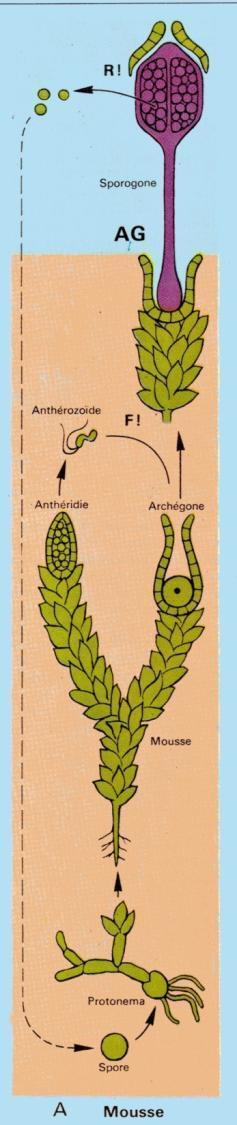 R!
Sporogone
AG
Anthérozoïde
F!
Anthéridie
Archégone
Mousse
Protonema
Spore
A Mousse